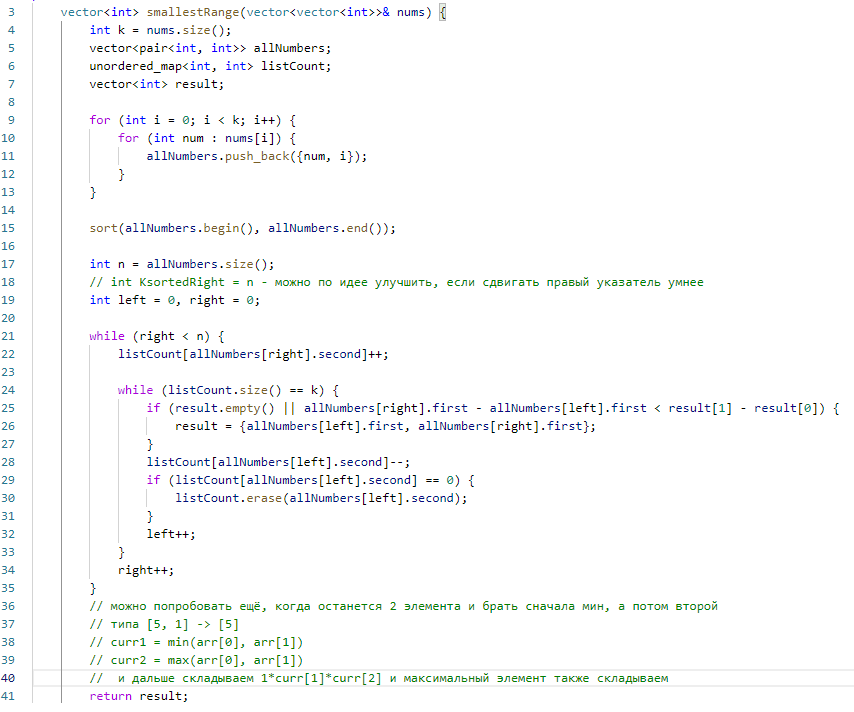 3 vector<int> smallestRange(vector<vector<int>>& nums) {
4 int k = nums.size();
5 vector<pair<int, int>> allNumbers;
6 unordered_map<int, int> listCount;
7 vector<int> result;
8
9 for (int i = 0; i < k; i++) {
10 for (int num : nums[i]) {
11 allNumbers.push_back({num, i});
12 }
13 }
14
15 sort(allNumbers.begin(), allNumbers.end());
16
17 int n = allNumbers.size();
18 // int KsortedRight = n - можно по идее улучшить, если сдвигать правый указатель умнее
19 int left = 0, right = 0;
20
21 while (right < n) {
22 listCount[allNumbers[right].second]++;
23
24 while (listCount.size() == k) {
25 if (result.empty() || allNumbers[right].first - allNumbers[left].first < result[1] - result[0]) {
26 result = {allNumbers[left].first, allNumbers[right].first};
27 }
28 listCount[allNumbers[left].second]--;
29 if (listCount[allNumbers[left].second] == 0) {
30 listCount.erase(allNumbers[left].second);
31 }
32 left++;
33 }
34 right++;
35 }
36 // можно попробовать ещё, когда останется 2 элемента и брать сначала мин, а потом второй
37 // типа [5, 1] -> [5]
38 // curr1 = min(arr[0], arr[1])
39 // curr2 = max(arr[0], arr[1])
40 // и дальше складываем 1*curr[1]*curr[2] и максимальный элемент также складываем
41 return result;